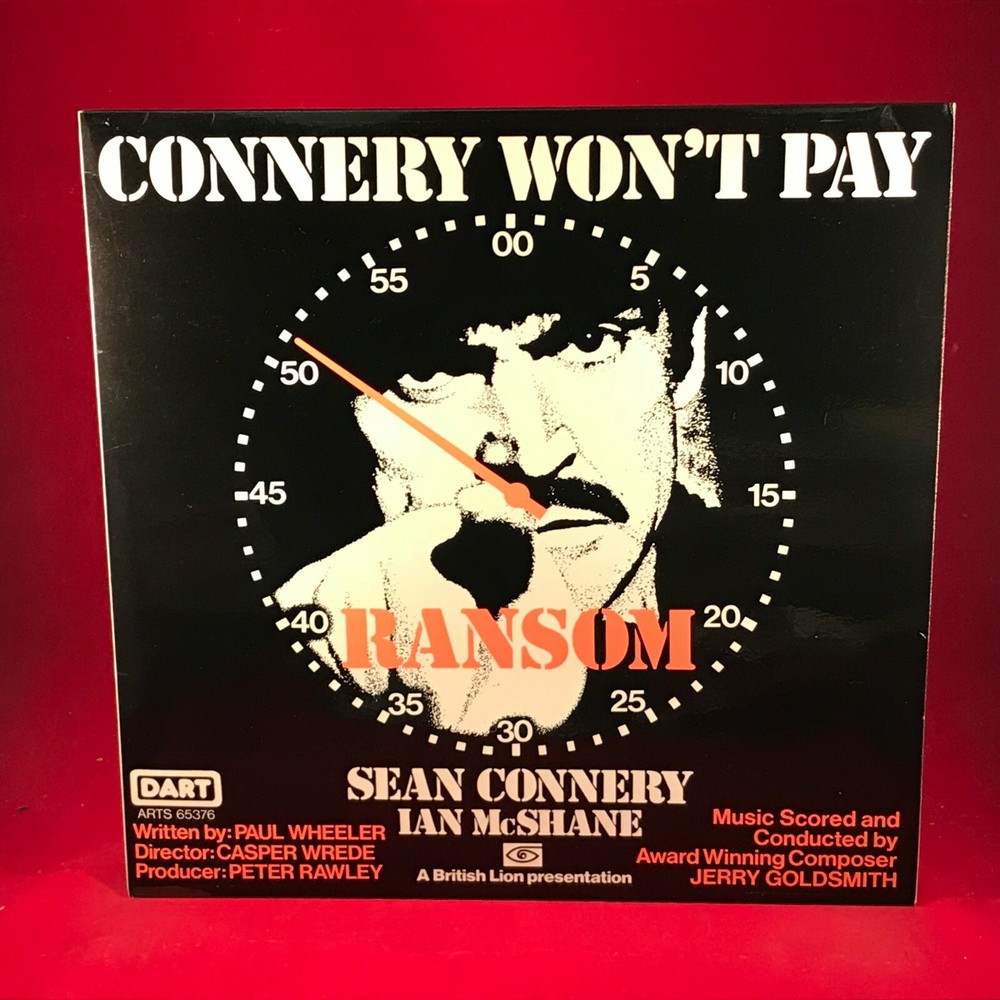 CONNERY WON'T PAY
00
55
5
50
10
45
15
40
20
RANSOM
35
25
30
SEAN CONNERY
IAN McSHANE
DART
ARTS 65376
Written by: PAUL WHEELER
Director: CASPER WREDE
Producer: PETER RAWLEY
A British Lion presentation
Music Scored and
Conducted by
Award Winning Composer
JERRY GOLDSMITH